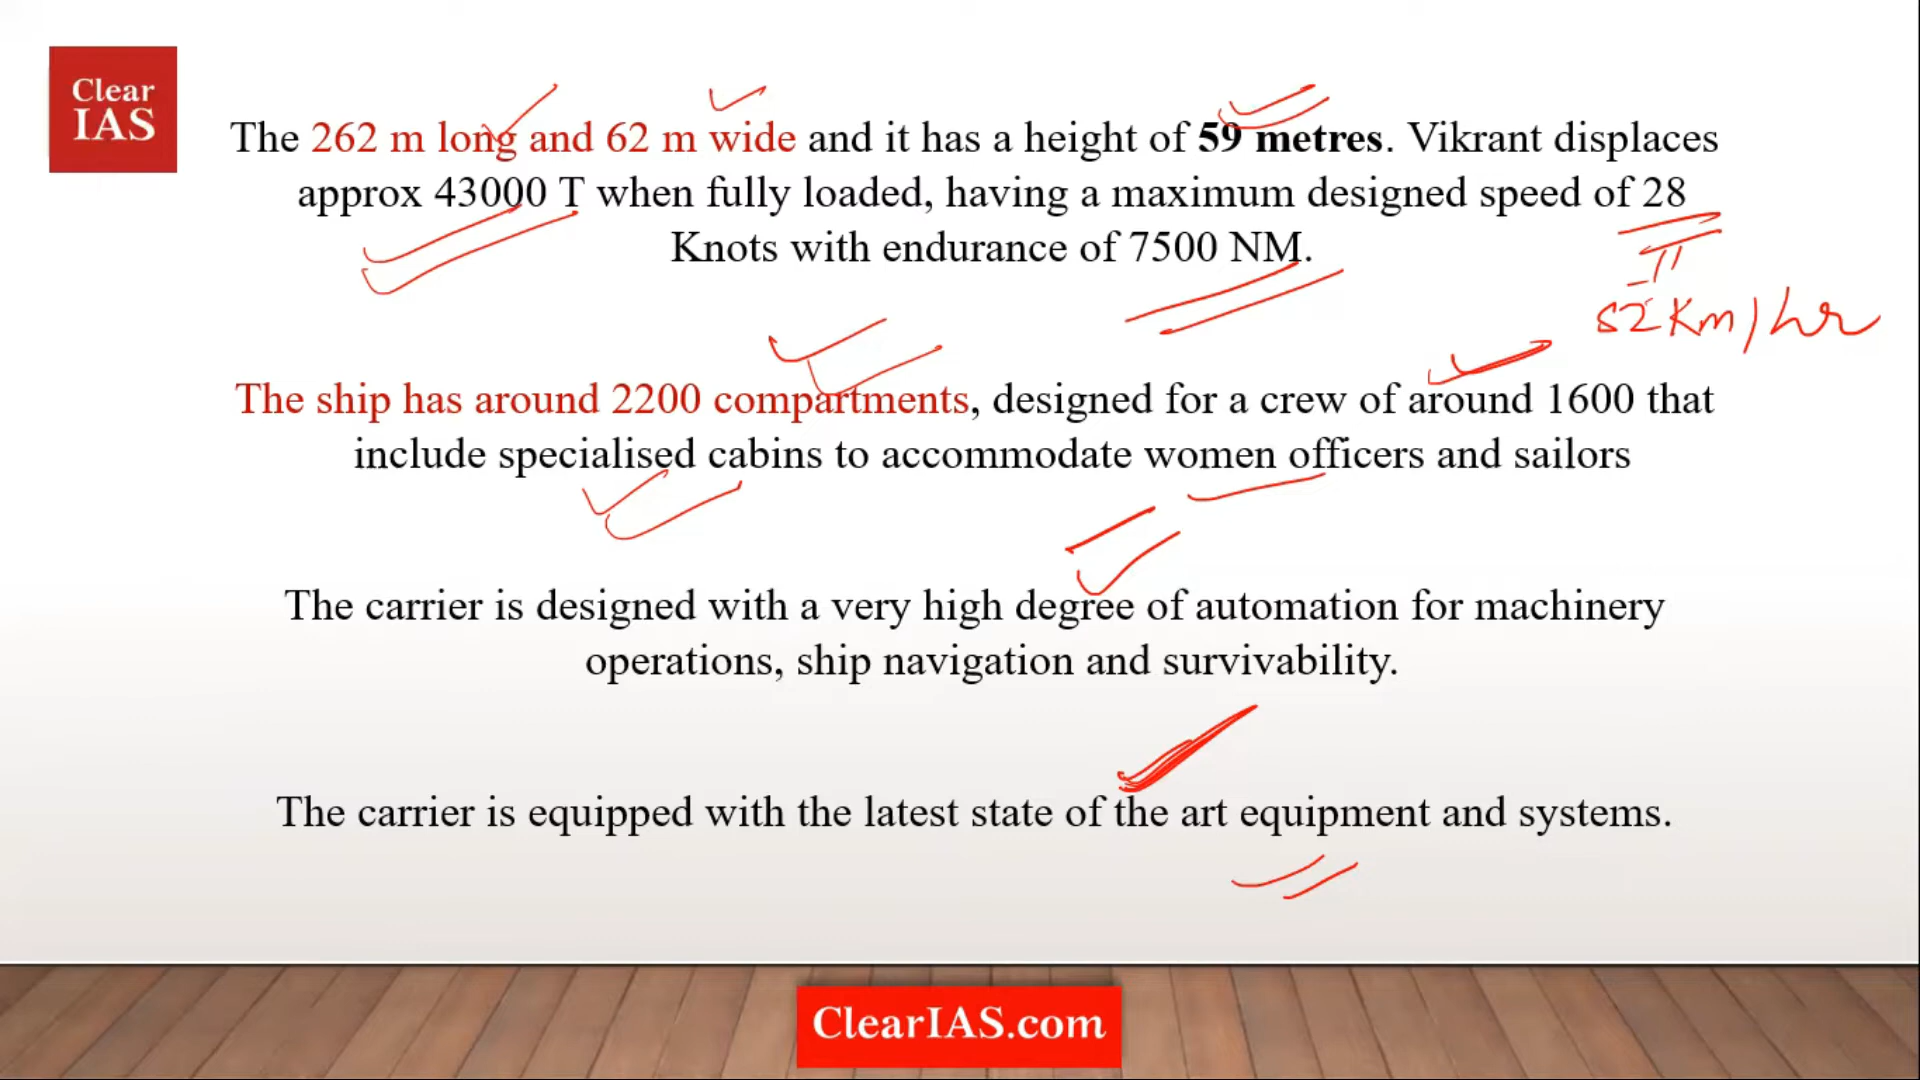 Clear
IAS
The 262 m long and 62 m wide and it has a height of 59 metres. Vikrant displaces
approx 43000 T when fully loaded, having a maximum designed speed of 28
Knots with endurance of 7500 NM.
52 Km/hr
The ship has around 2200 compartments, designed for a crew of around 1600 that
include specialised cabins to accommodate women officers and sailors
The carrier is designed with a very high degree of automation for machinery
operations, ship navigation and survivability.
The carrier is equipped with the latest state of the art equipment and systems.
ClearIAS.com